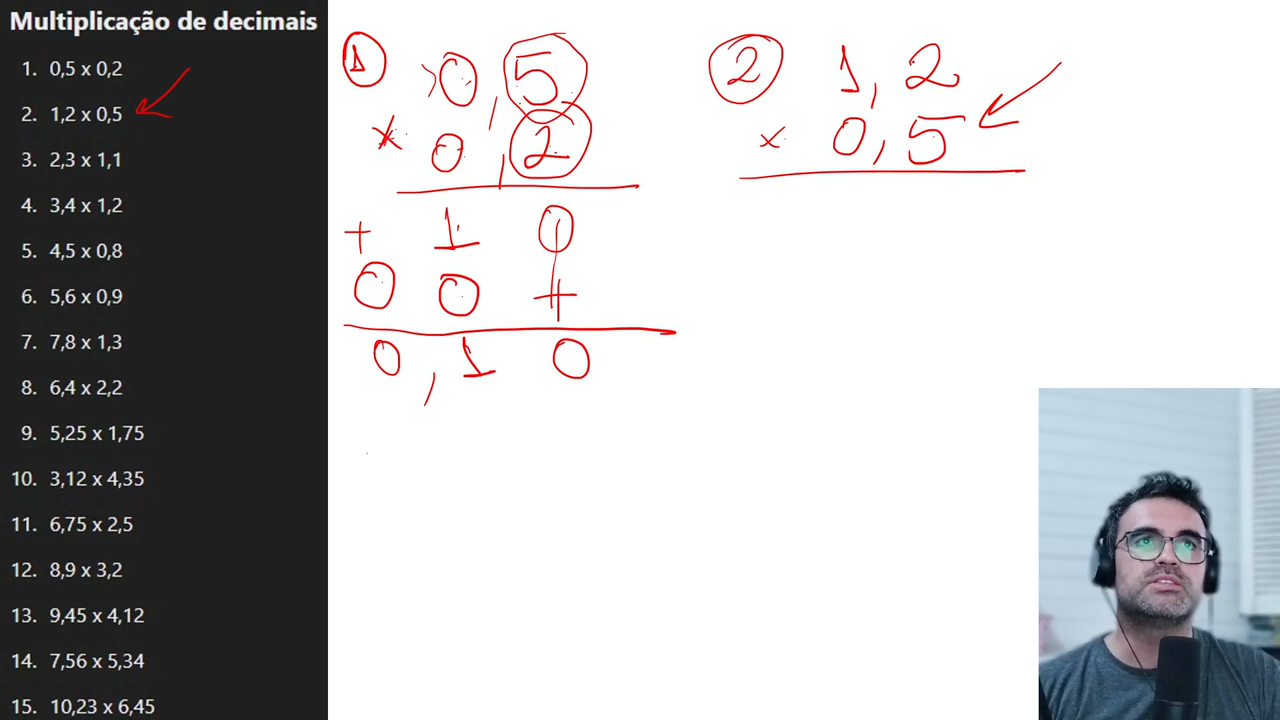 Multiplicação de decimais
1. 0,5 x 0,2
2. 1,2 x 0,5
3. 2,3 x 1,1
4. 3,4 x 1,2
5. 4,5 x 0,8
6. 5,6 x 0,9
7. 7,8 x 1,3
8. 6,4 x 2,2
9. 5,25 x 1,75
10. 3,12 x 4,35
11. 6,75 x 2,5
12. 8,9 x 3,2
13. 9,45 x 4,12
14. 7,56 x 5,34
15. 10,23 x 6,45
1 0,5
x 0,2
+ 1 0
0 0 +
0,1 0
2 1,2
x 0,5